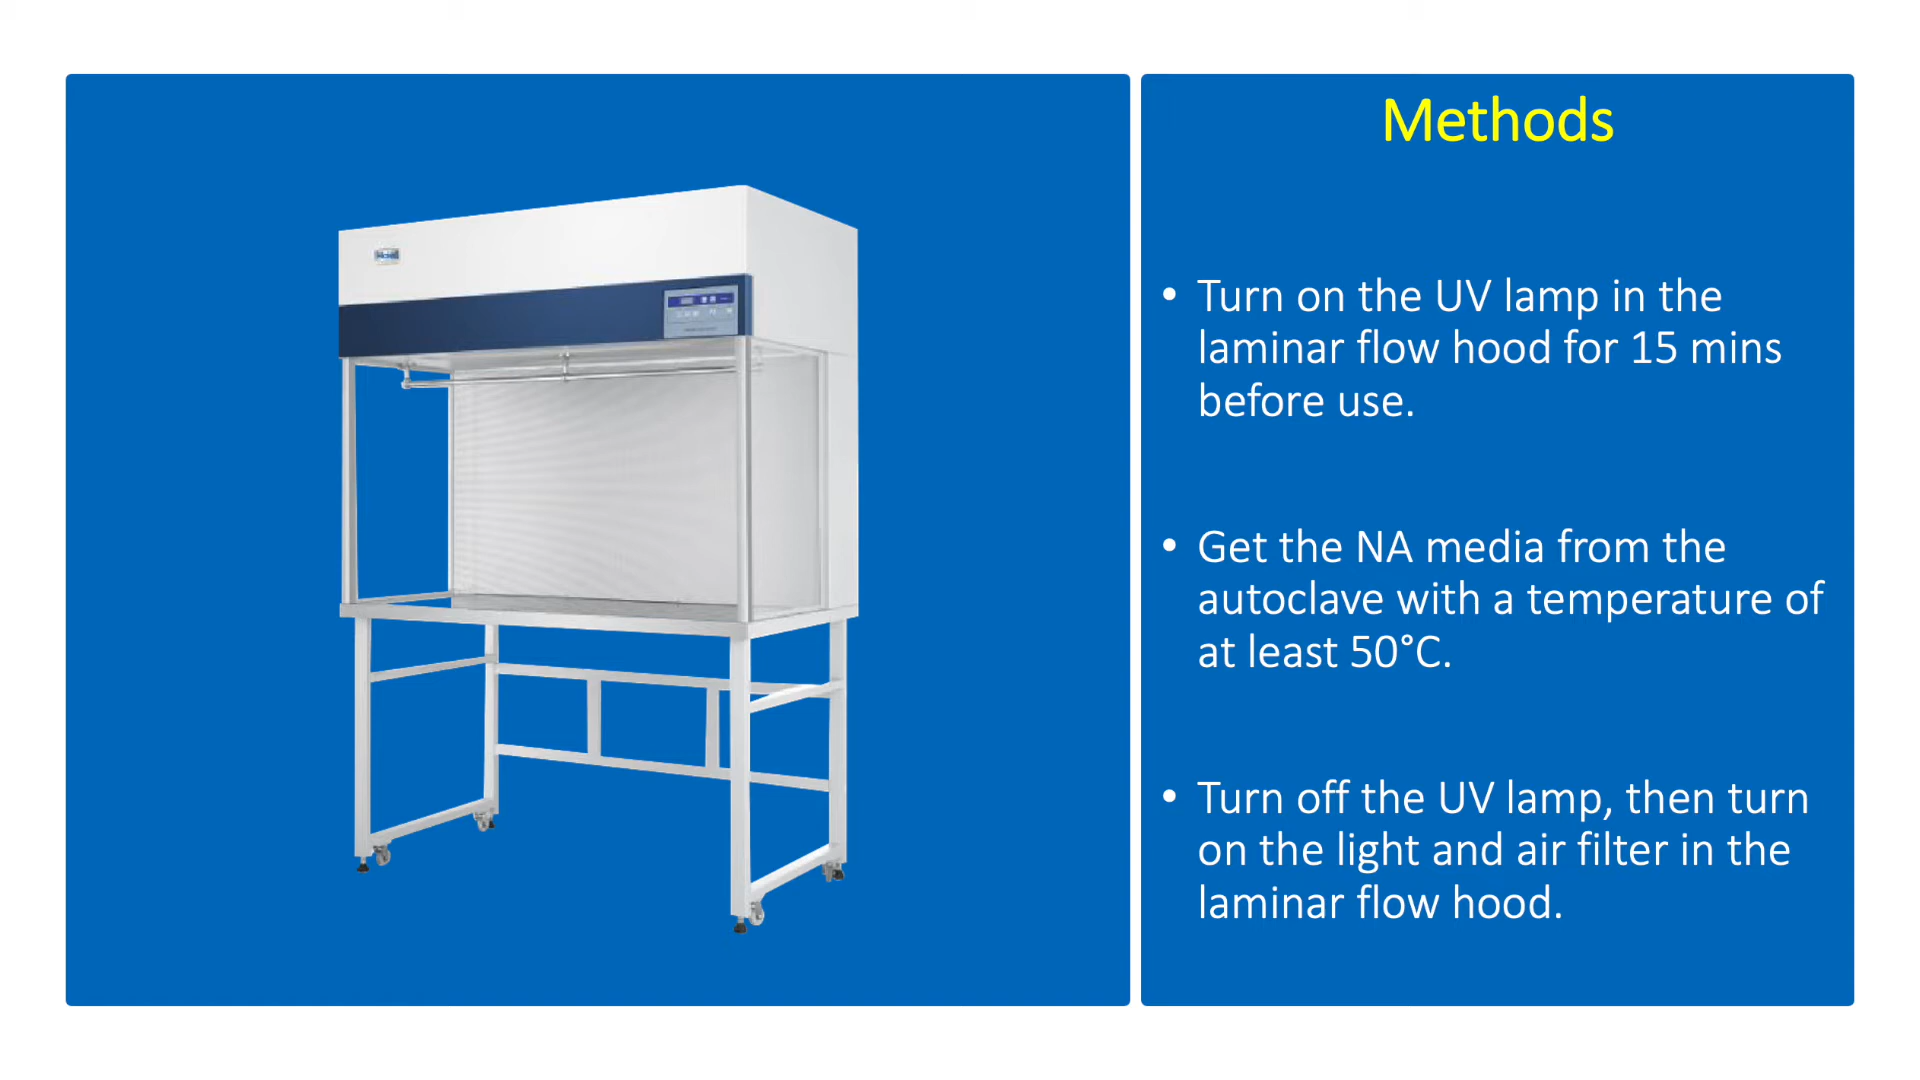 Methods
• Turn on the UV lamp in the
laminar flow hood for 15 mins
before use.
• Get the NA media from the
autoclave with a temperature of
at least 50°C.
• Turn off the UV lamp, then turn
on the light and air filter in the
laminar flow hood.